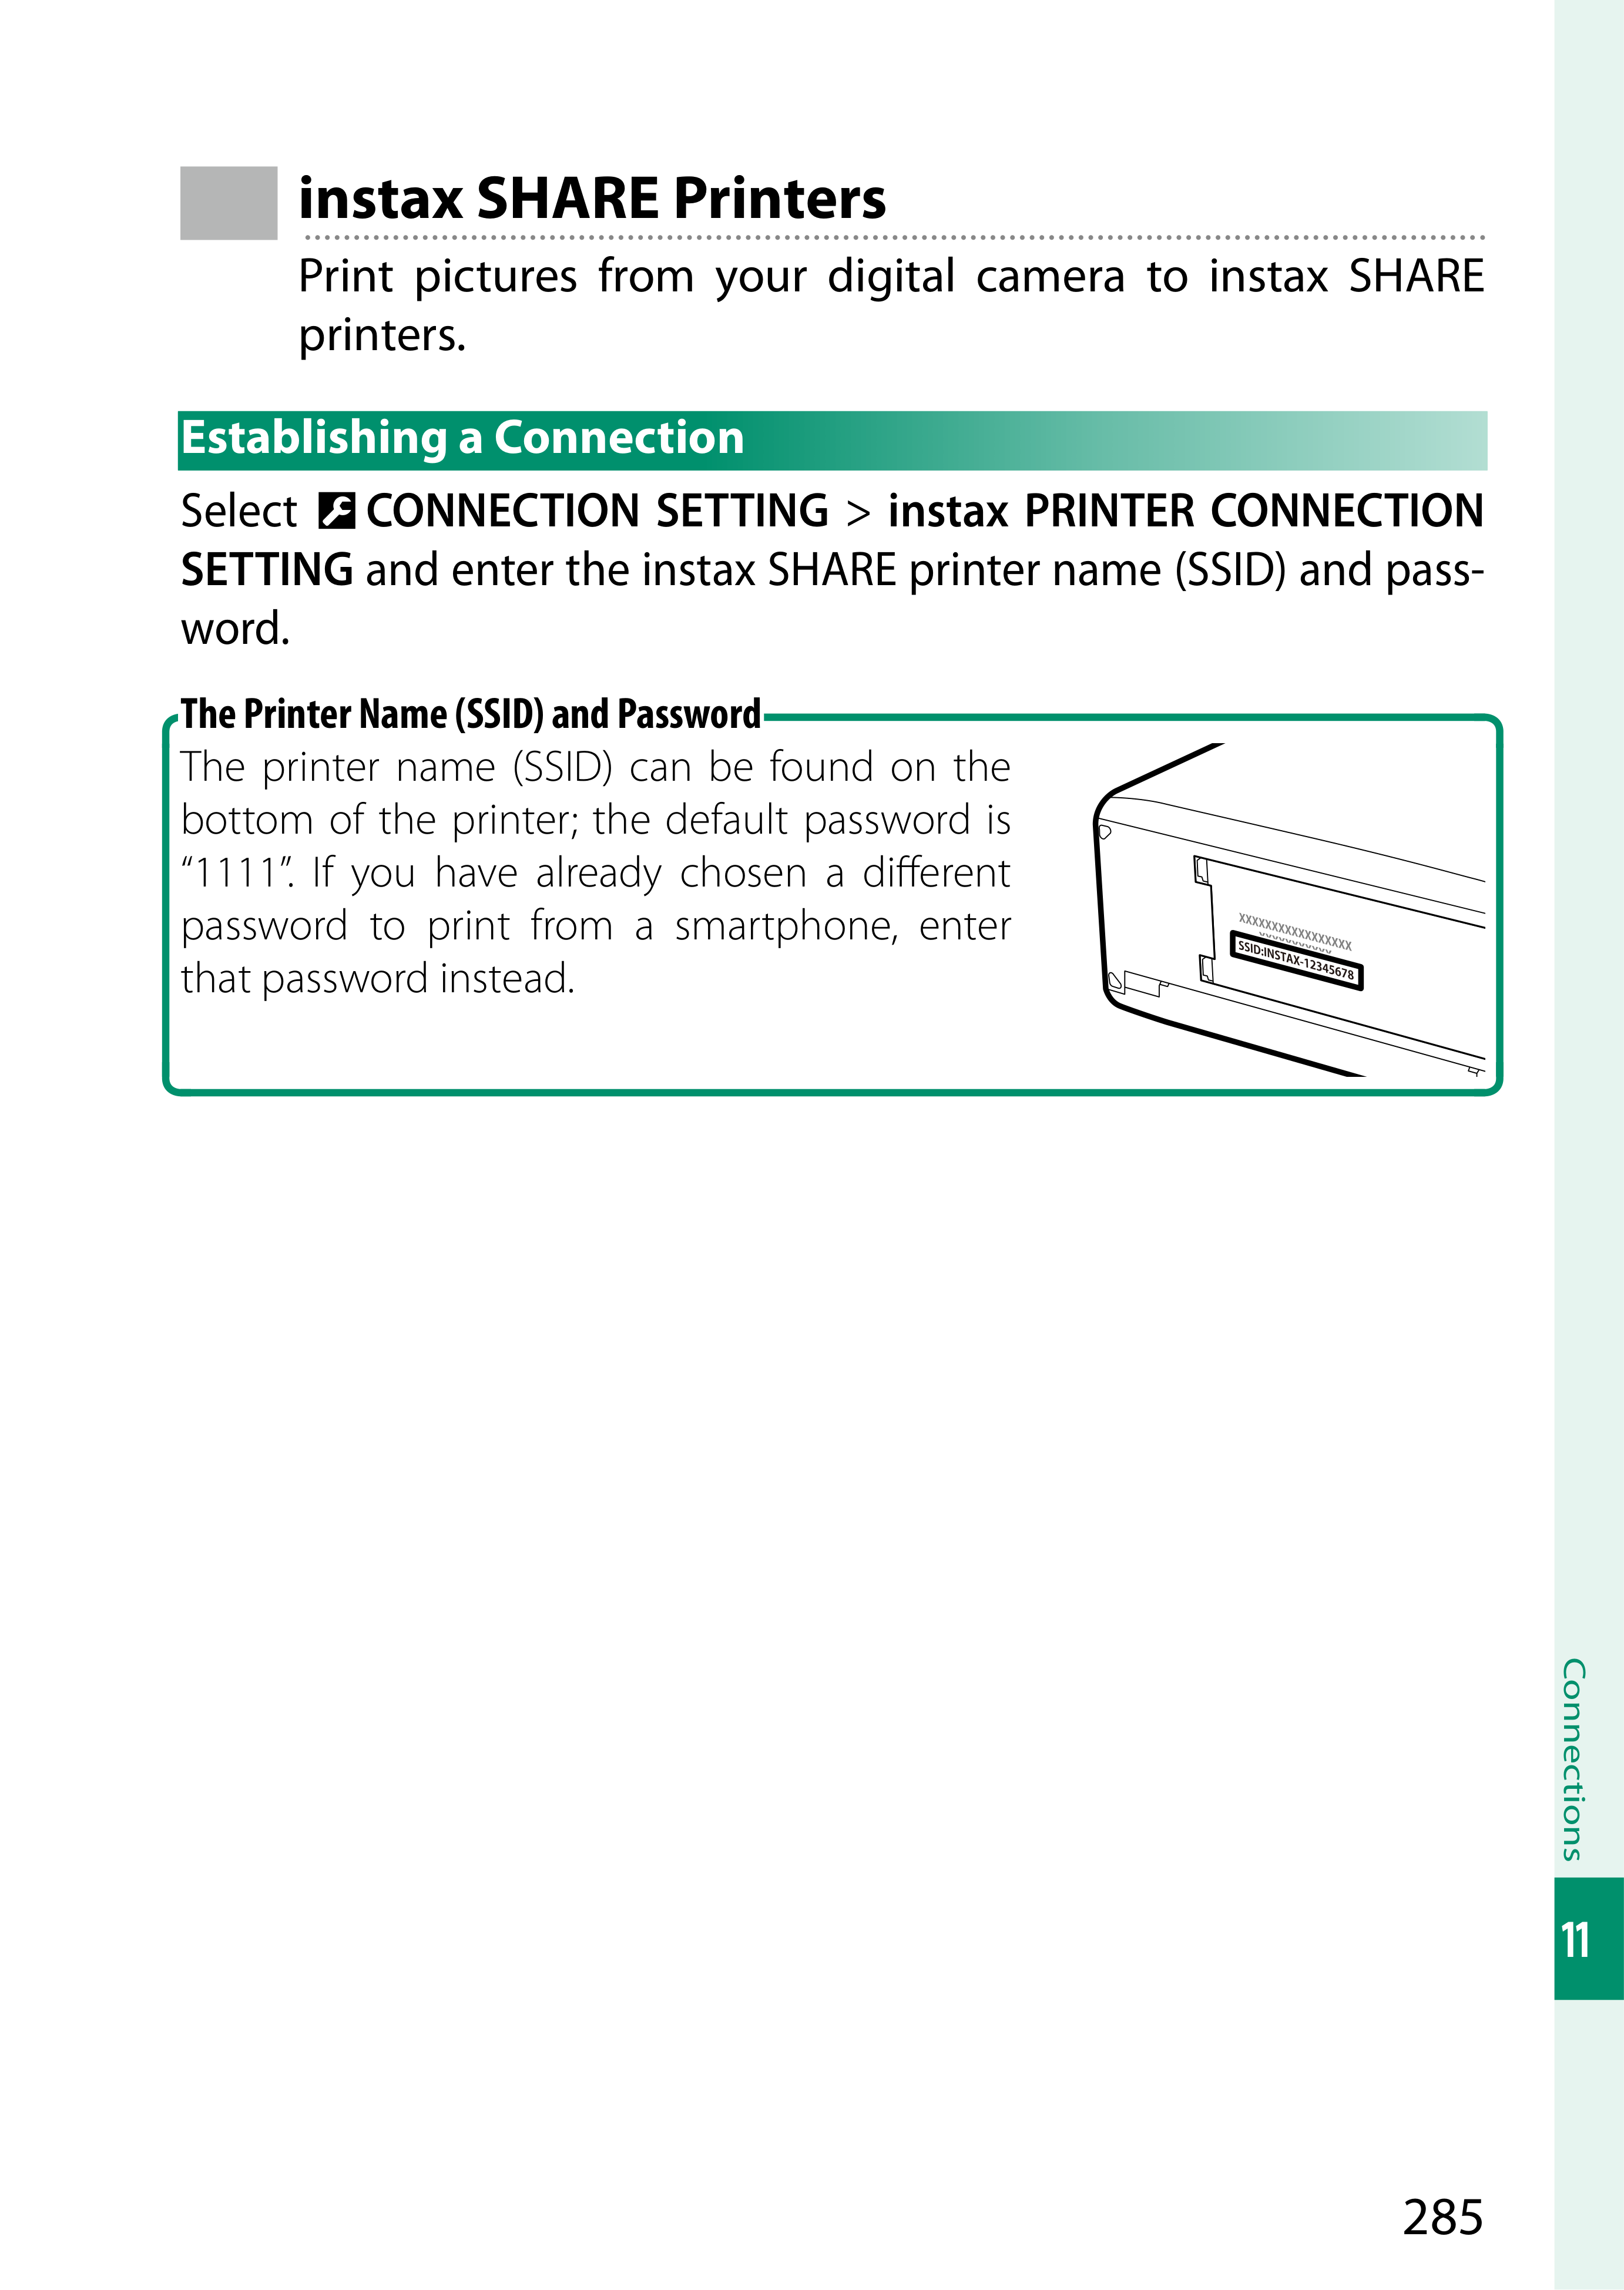 instax SHARE Printers
Print pictures from your digital camera to instax SHARE
printers.
Establishing a Connection
Select CONNECTION SETTING > instax PRINTER CONNECTION
SETTING and enter the instax SHARE printer name (SSID) and pass-
word.
The Printer Name (SSID) and Password
The printer name (SSID) can be found on the
bottom of the printer; the default password is
“1111”. If you have already chosen a different
password to print from a smartphone, enter
that password instead.
XXXXXXXXXXXXXXXXX
SSID:INSTAX-12345678
Connections
11
285